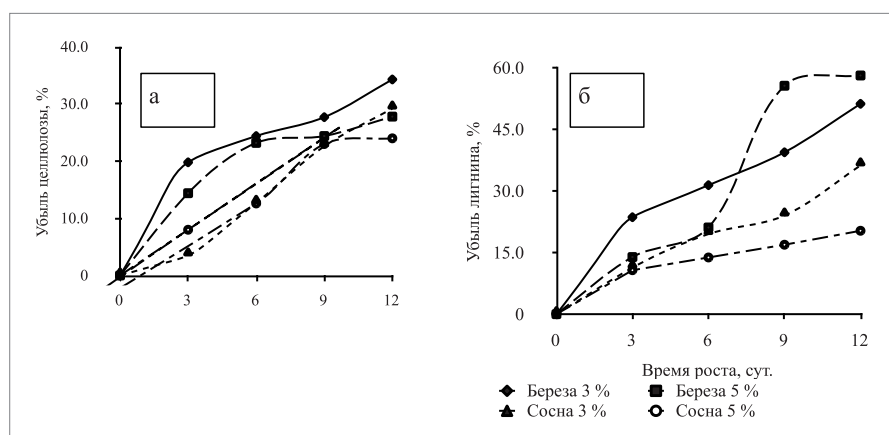 40.0
30.0
20.0
10.0
0
Убыль целлюлозы, %
а
0 3 6 9 12
60.0
45.0
30.0
15.0
0
Убыль лигнина, %
б
0 3 6 9 12
Время роста, сут.
Береза 3 % Береза 5 %
Сосна 3 % Сосна 5 %